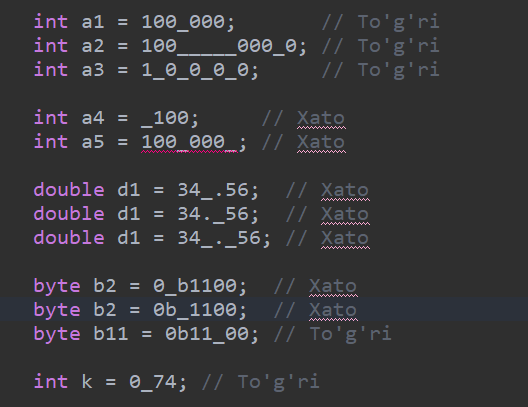 int a1 = 100_000;       // To'g'ri
int a2 = 100_____000_0; // To'g'ri
int a3 = 1_0_0_0_0;     // To'g'ri
int a4 = _100;     // Xato
int a5 = 100_000_; // Xato
double d1 = 34_.56;  // Xato
double d1 = 34._56;  // Xato
double d1 = 34_._56; // Xato
byte b2 = 0_b1100;  // Xato
byte b2 = 0b_1100;  // Xato
byte b11 = 0b11_00; // To'g'ri
int k = 0_74; // To'g'ri